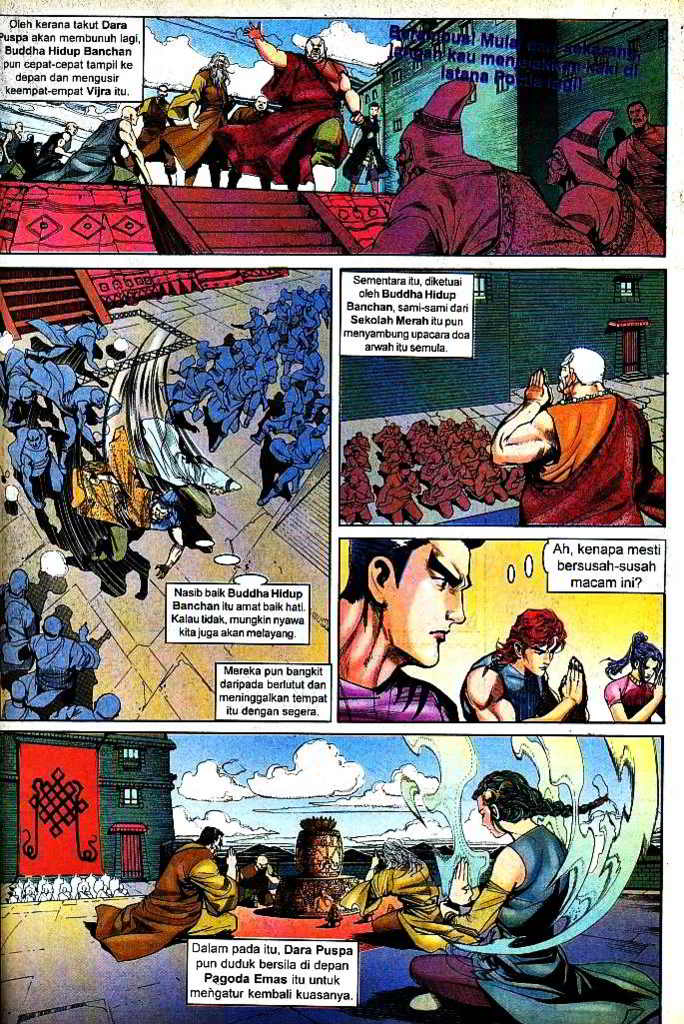 Oleh kerana takut Dara
Puspa akan membunuh lagi,
Buddha Hidup Banchan
pun cepat-cepat tampil ke
depan dan mengusir
keempat-empat Vijra itu.
sekarang,
jangan kau menjejakkan kaki di
istana Potala lagi!
Sementara itu, diketuai
oleh Buddha Hidup
Banchan, sami-sami dari
Sekolah Merah itu pun
menyambung upacara doa
arwah itu semula.
Nasib baik Buddha Hidup
Banchan itu amat baik hati.
Kalau tidak, mungkin nyawa
kita juga akan melayang.
Mereka pun bangkit
daripada berlutut dan
meninggalkan tempat
itu dengan segera.
Ah, kenapa mesti
bersusah-susah
macam ini?
Dalam pada itu, Dara Puspa
pun duduk bersila di depan
Pagoda Emas itu untuk
mengatur kembali kuasanya.